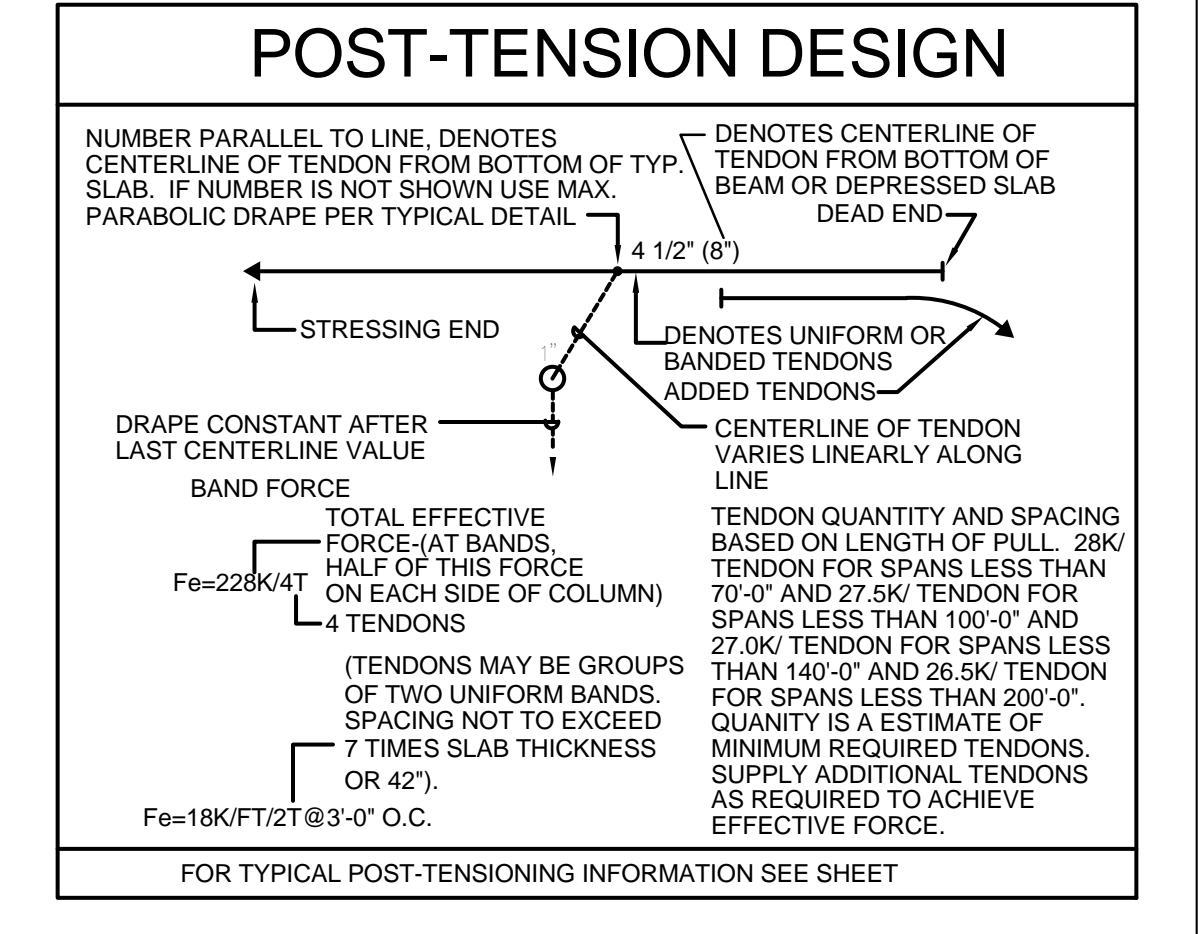 POST-TENSION DESIGN
NUMBER PARALLEL TO LINE, DENOTES
CENTERLINE OF TENDON FROM BOTTOM OF TYP.
SLAB. IF NUMBER IS NOT SHOWN USE MAX.
PARABOLIC DRAPE PER TYPICAL DETAIL
DENOTES CENTERLINE OF
TENDON FROM BOTTOM OF
BEAM OR DEPRESSED SLAB
DEAD END
4 1/2" (8")
STRESSING END
DENOTES UNIFORM OR
BANDED TENDONS
ADDED TENDONS
1"
DRAPE CONSTANT AFTER
LAST CENTERLINE VALUE
CENTERLINE OF TENDON
VARIES LINEARLY ALONG
LINE
BAND FORCE
TOTAL EFFECTIVE
FORCE-(AT BANDS,
HALF OF THIS FORCE
ON EACH SIDE OF COLUMN)
Fe=228K/4T
4 TENDONS
(TENDONS MAY BE GROUPS
OF TWO UNIFORM BANDS.
SPACING NOT TO EXCEED
7 TIMES SLAB THICKNESS
OR 42").
Fe=18K/FT/2T@3'-0" O.C.
TENDON QUANTITY AND SPACING
BASED ON LENGTH OF PULL. 28K/
TENDON FOR SPANS LESS THAN
70'-0" AND 27.5K/ TENDON FOR
SPANS LESS THAN 100'-0" AND
27.0K/ TENDON FOR SPANS LESS
THAN 140'-0" AND 26.5K/ TENDON
FOR SPANS LESS THAN 200'-0".
QUANITY IS A ESTIMATE OF
MINIMUM REQUIRED TENDONS.
SUPPLY ADDITIONAL TENDONS
AS REQUIRED TO ACHIEVE
EFFECTIVE FORCE.
FOR TYPICAL POST-TENSIONING INFORMATION SEE SHEET